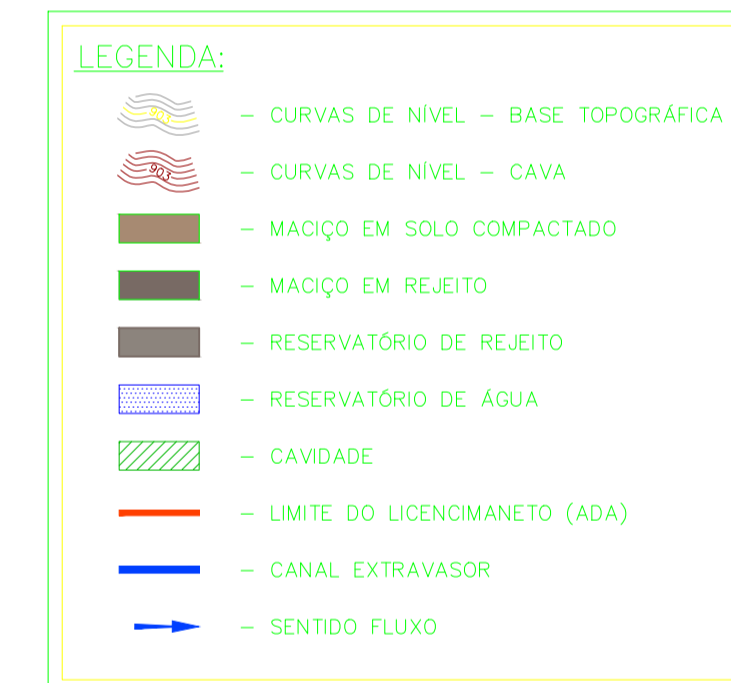 LEGENDA:
903 – CURVAS DE NÍVEL – BASE TOPOGRÁFICA
903 – CURVAS DE NÍVEL – CAVA
– MACIÇO EM SOLO COMPACTADO
– MACIÇO EM REJEITO
– RESERVATÓRIO DE REJEITO
– RESERVATÓRIO DE ÁGUA
– CAVIDADE
– LIMITE DO LICENCIMANETO (ADA)
– CANAL EXTRAVASOR
– SENTIDO FLUXO